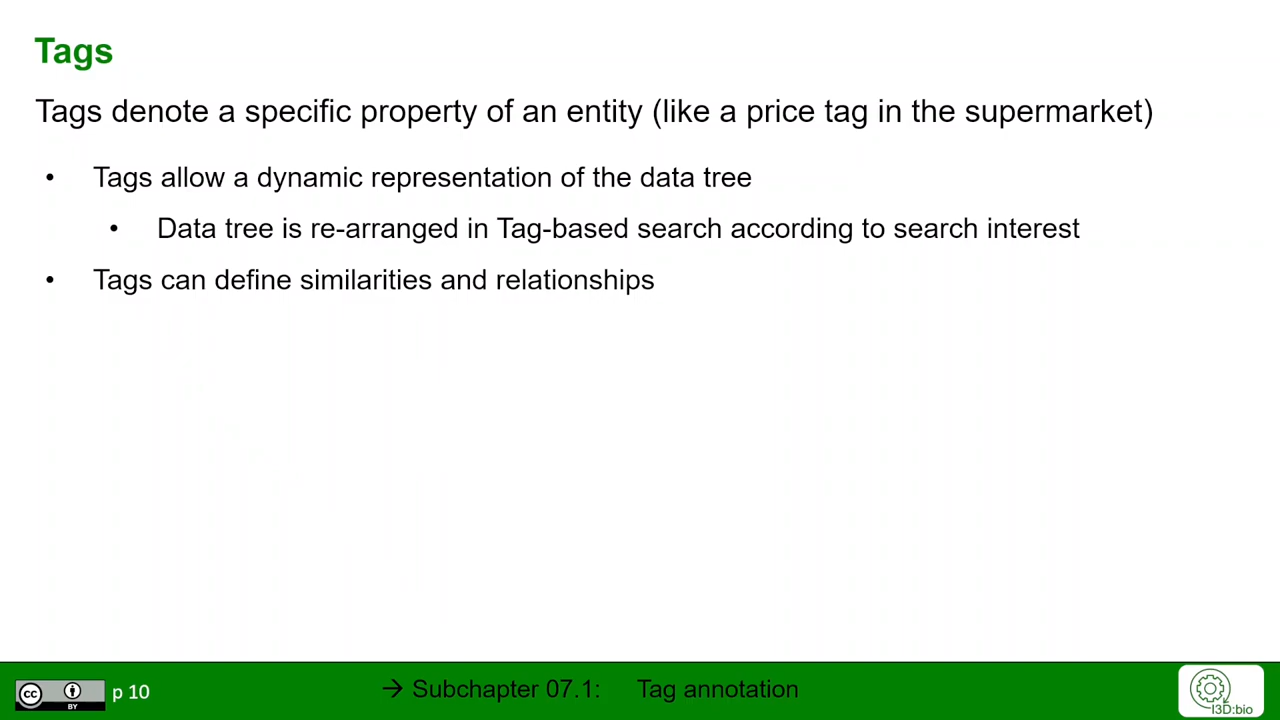 Tags
Tags denote a specific property of an entity (like a price tag in the supermarket)
• Tags allow a dynamic representation of the data tree
• Data tree is re-arranged in Tag-based search according to search interest
• Tags can define similarities and relationships
cc BY p 10 → Subchapter 07.1: Tag annotation I3D:bio